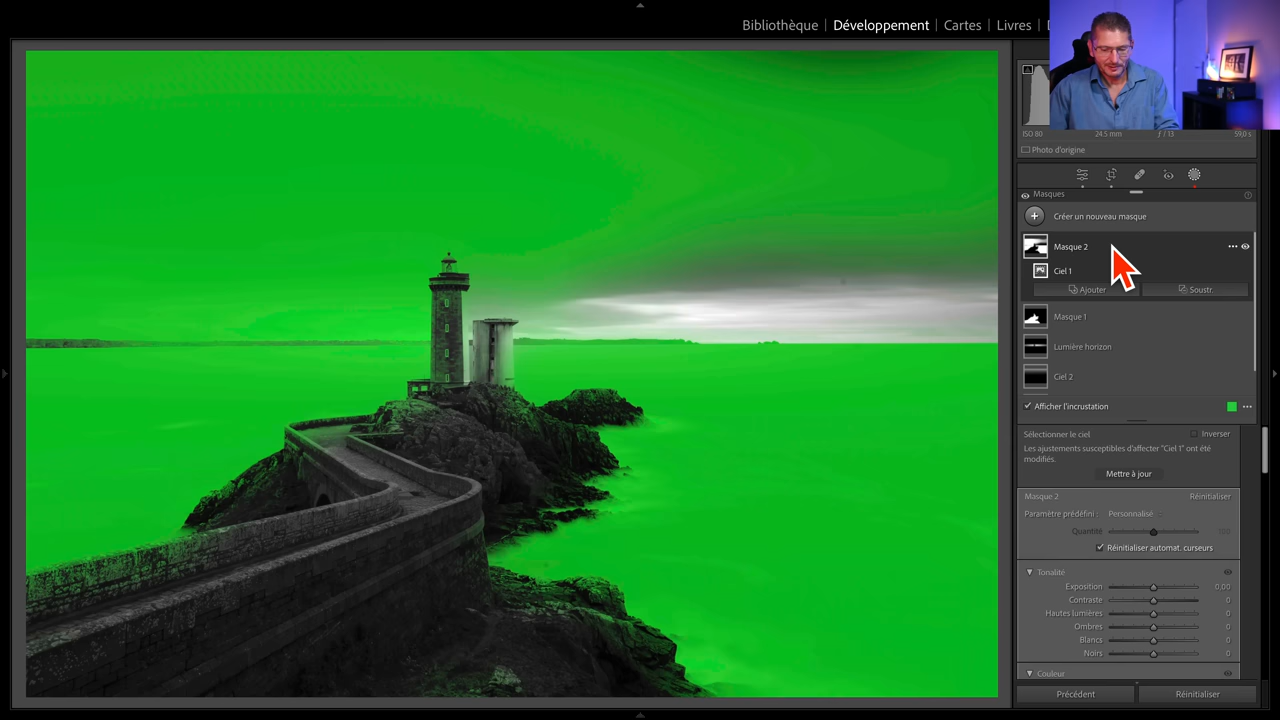 Bibliothèque | Développement | Cartes | Livres |
ISO 80 24.5 mm ƒ / 13 59,0 s
Photo d'origine
Masques
Créer un nouveau masque
Masque 2
Ciel 1
Ajouter Soustr.
Masque 1
Lumière horizon
Ciel 2
Afficher l'incrustation
Sélectionner le ciel Inverser
Les ajustements susceptibles d'affecter "Ciel 1" ont été
modifiés.
Mettre à jour
Masque 2 Réinitialiser
Paramètre prédéfini : Personnalisé
Quantité 100
Réinitialiser automat. curseurs
Tonalité
Exposition 0,00
Contraste 0
Hautes lumières 0
Ombres 0
Blancs 0
Noirs 0
Couleur
Précédent Réinitialiser